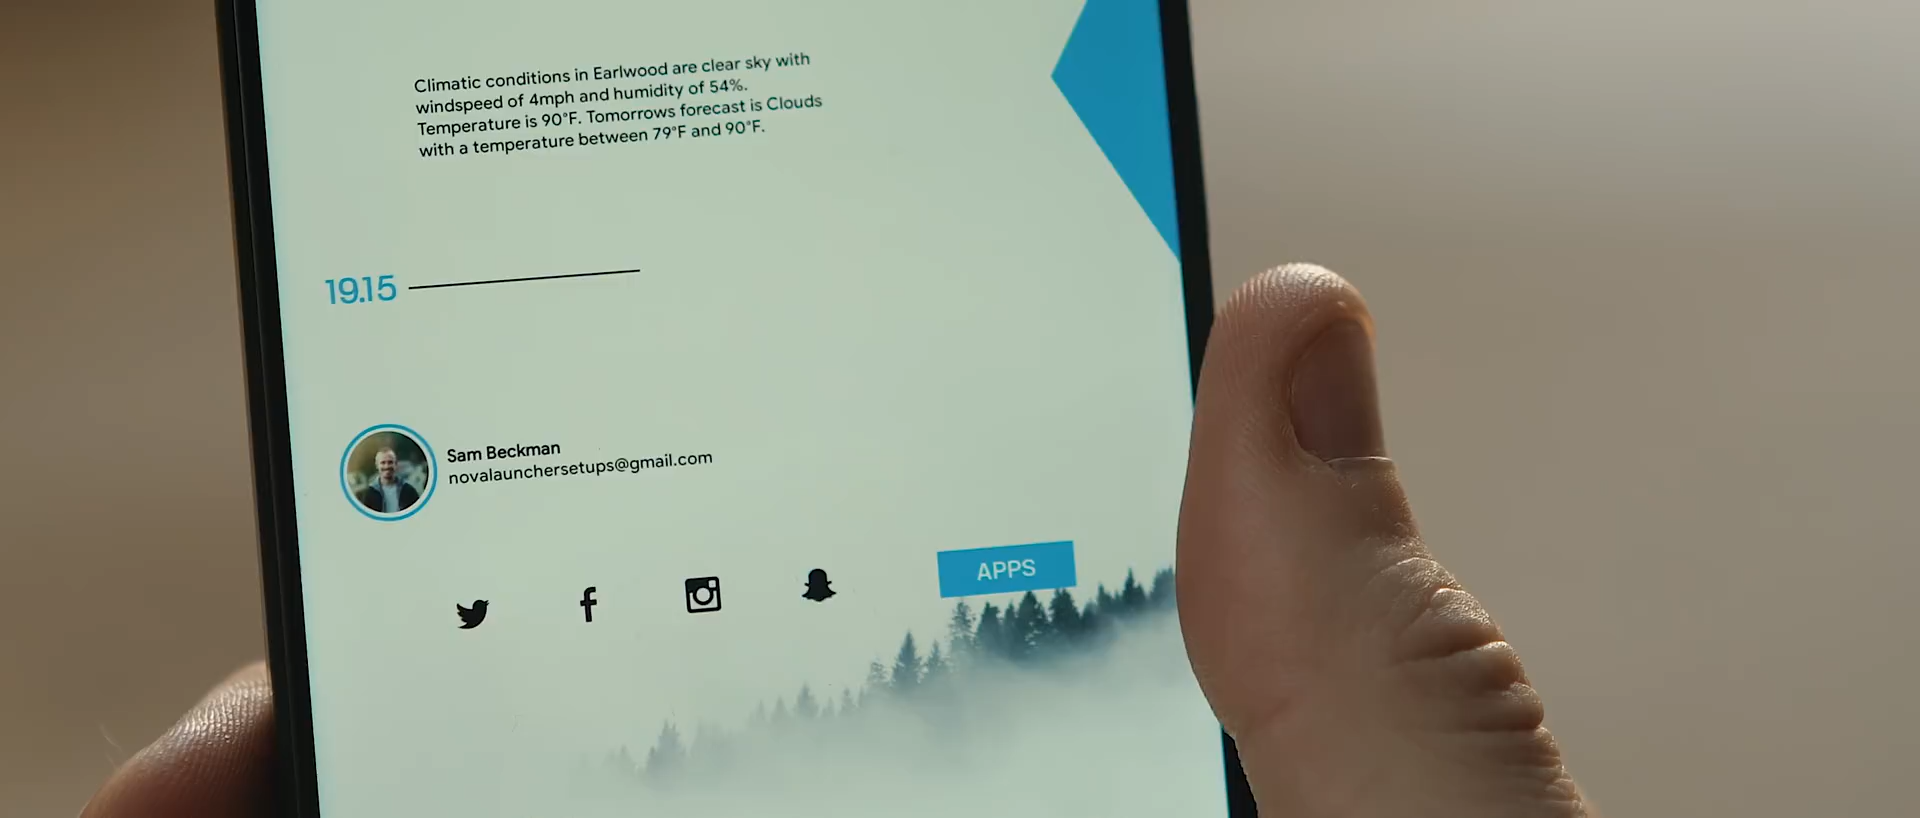 Climatic conditions in Earlwood are clear sky with
windspeed of 4mph and humidity of 54%.
Temperature is 90°F. Tomorrows forecast is Clouds
with a temperature between 79°F and 90°F.
19.15
Sam Beckman
novalaunchersetups@gmail.com
APPS